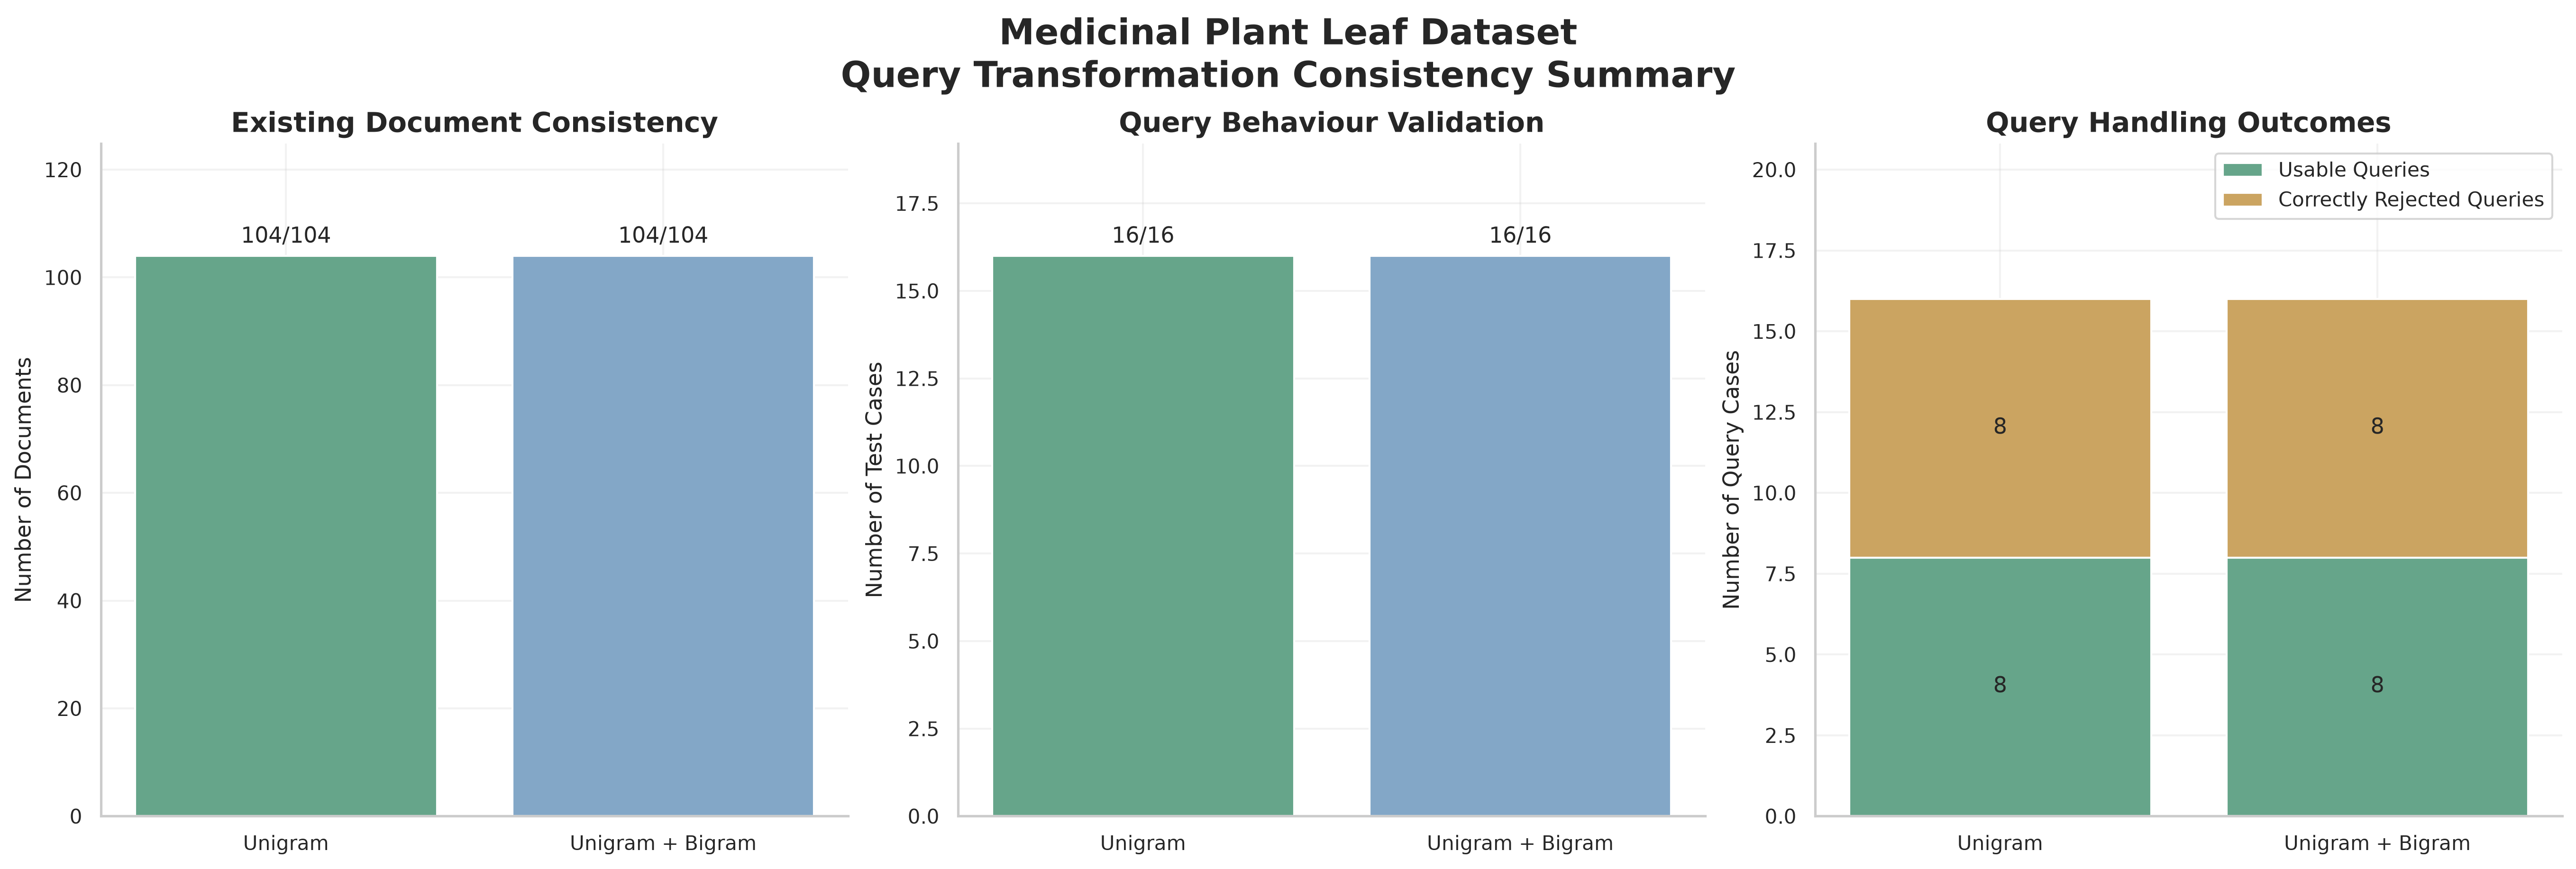 Medicinal Plant Leaf Dataset
Query Transformation Consistency Summary
Existing Document Consistency
Number of Documents
120
100
80
60
40
20
0
104/104
104/104
Unigram
Unigram + Bigram
Query Behaviour Validation
Number of Test Cases
17.5
15.0
12.5
10.0
7.5
5.0
2.5
0.0
16/16
16/16
Unigram
Unigram + Bigram
Query Handling Outcomes
Number of Query Cases
20.0
17.5
15.0
12.5
10.0
7.5
5.0
2.5
0.0
Usable Queries
Correctly Rejected Queries
8
8
8
8
Unigram
Unigram + Bigram